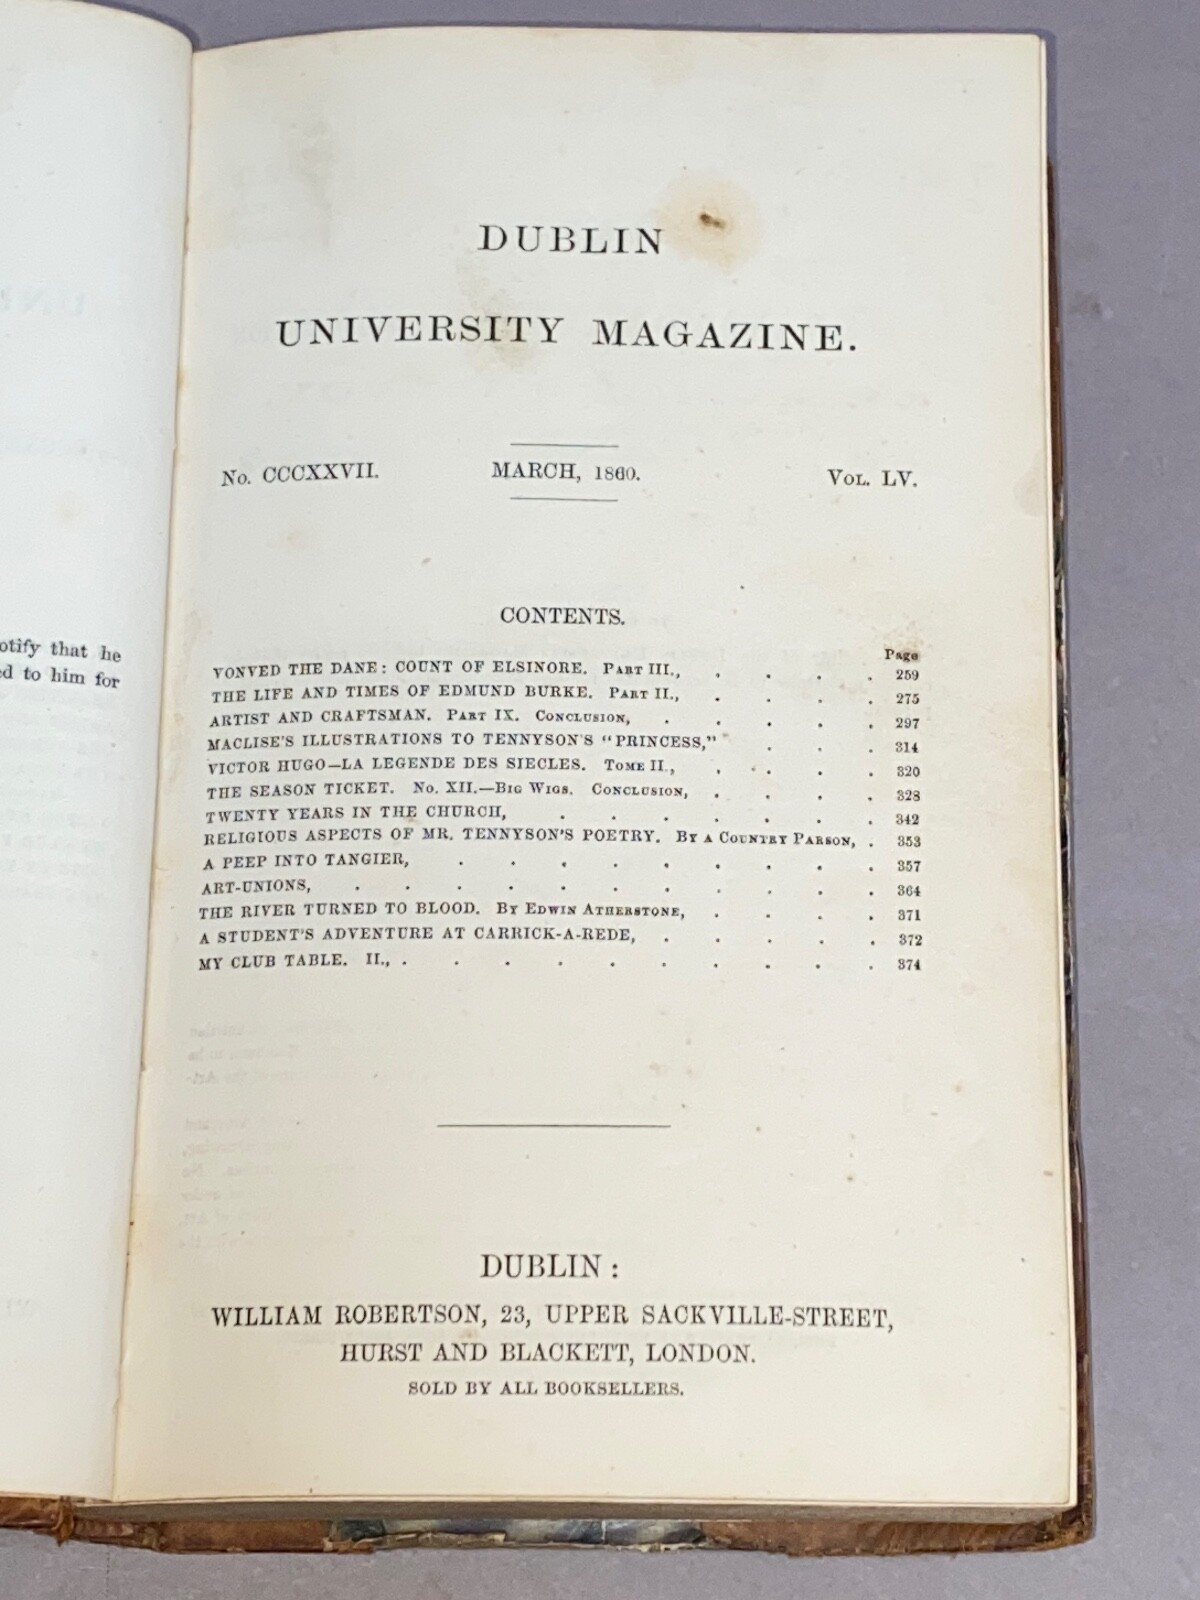 otify that he
d to him for
DUBLIN
UNIVERSITY MAGAZINE.
No. CCCXXVII. MARCH, 1860. Vol. LV.
CONTENTS.
Page
VONVED THE DANE: COUNT OF ELSINORE. Part III., . . . . 259
THE LIFE AND TIMES OF EDMUND BURKE. Part II., . . . . 275
ARTIST AND CRAFTSMAN. Part IX. Conclusion, . . . . . 297
MACLISE'S ILLUSTRATIONS TO TENNYSON'S "PRINCESS," . . . 314
VICTOR HUGO—LA LEGENDE DES SIECLES. Tome II., . . . . 320
THE SEASON TICKET. No. XII.—Big Wigs. Conclusion, . . . . 328
TWENTY YEARS IN THE CHURCH, . . . . . . . 342
RELIGIOUS ASPECTS OF MR. TENNYSON'S POETRY. By a Country Parson, . 353
A PEEP INTO TANGIER, . . . . . . . . . 357
ART-UNIONS, . . . . . . . . . . . 364
THE RIVER TURNED TO BLOOD. By Edwin Atherstone, . . . . 371
A STUDENT'S ADVENTURE AT CARRICK-A-REDE, . . . . . 372
MY CLUB TABLE. II., . . . . . . . . . . 374
DUBLIN:
WILLIAM ROBERTSON, 23, UPPER SACKVILLE-STREET,
HURST AND BLACKETT, LONDON.
SOLD BY ALL BOOKSELLERS.